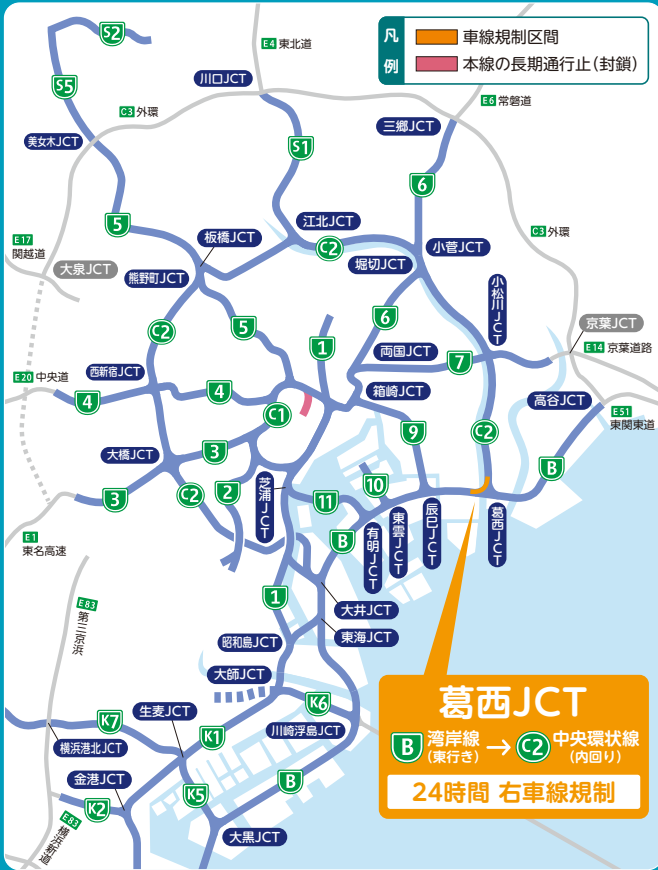 凡例
車線規制区間
本線の長期通行止(封鎖)
S2
E4 東北道
川口JCT
S5
C3 外環
E6 常磐道
美女木JCT
三郷JCT
S1
6
5
江北JCT
板橋JCT
C2
小菅JCT
C3 外環
E17
関越道
大泉JCT
熊野町JCT
堀切JCT
小松川JCT
C2
5
1
6
京葉JCT
両国JCT
7
E14 京葉道路
西新宿JCT
E20 中央道
4
4
箱崎JCT
高谷JCT
C1
E51
東関東道
9
C2
大橋JCT
3
B
3
C2
2
芝浦JCT
11
10
B
有明JCT
東雲JCT
辰巳JCT
葛西JCT
E1
東名高速
1
大井JCT
E83
第三京浜
昭和島JCT
東海JCT
大師JCT
生麦JCT
K6
K7
K1
川崎浮島JCT
横浜港北JCT
金港JCT
B
K5
K2
E83
横浜新道
大黒JCT
葛西JCT
B 湾岸線(東行き) → C2 中央環状線(内回り)
24時間 右車線規制